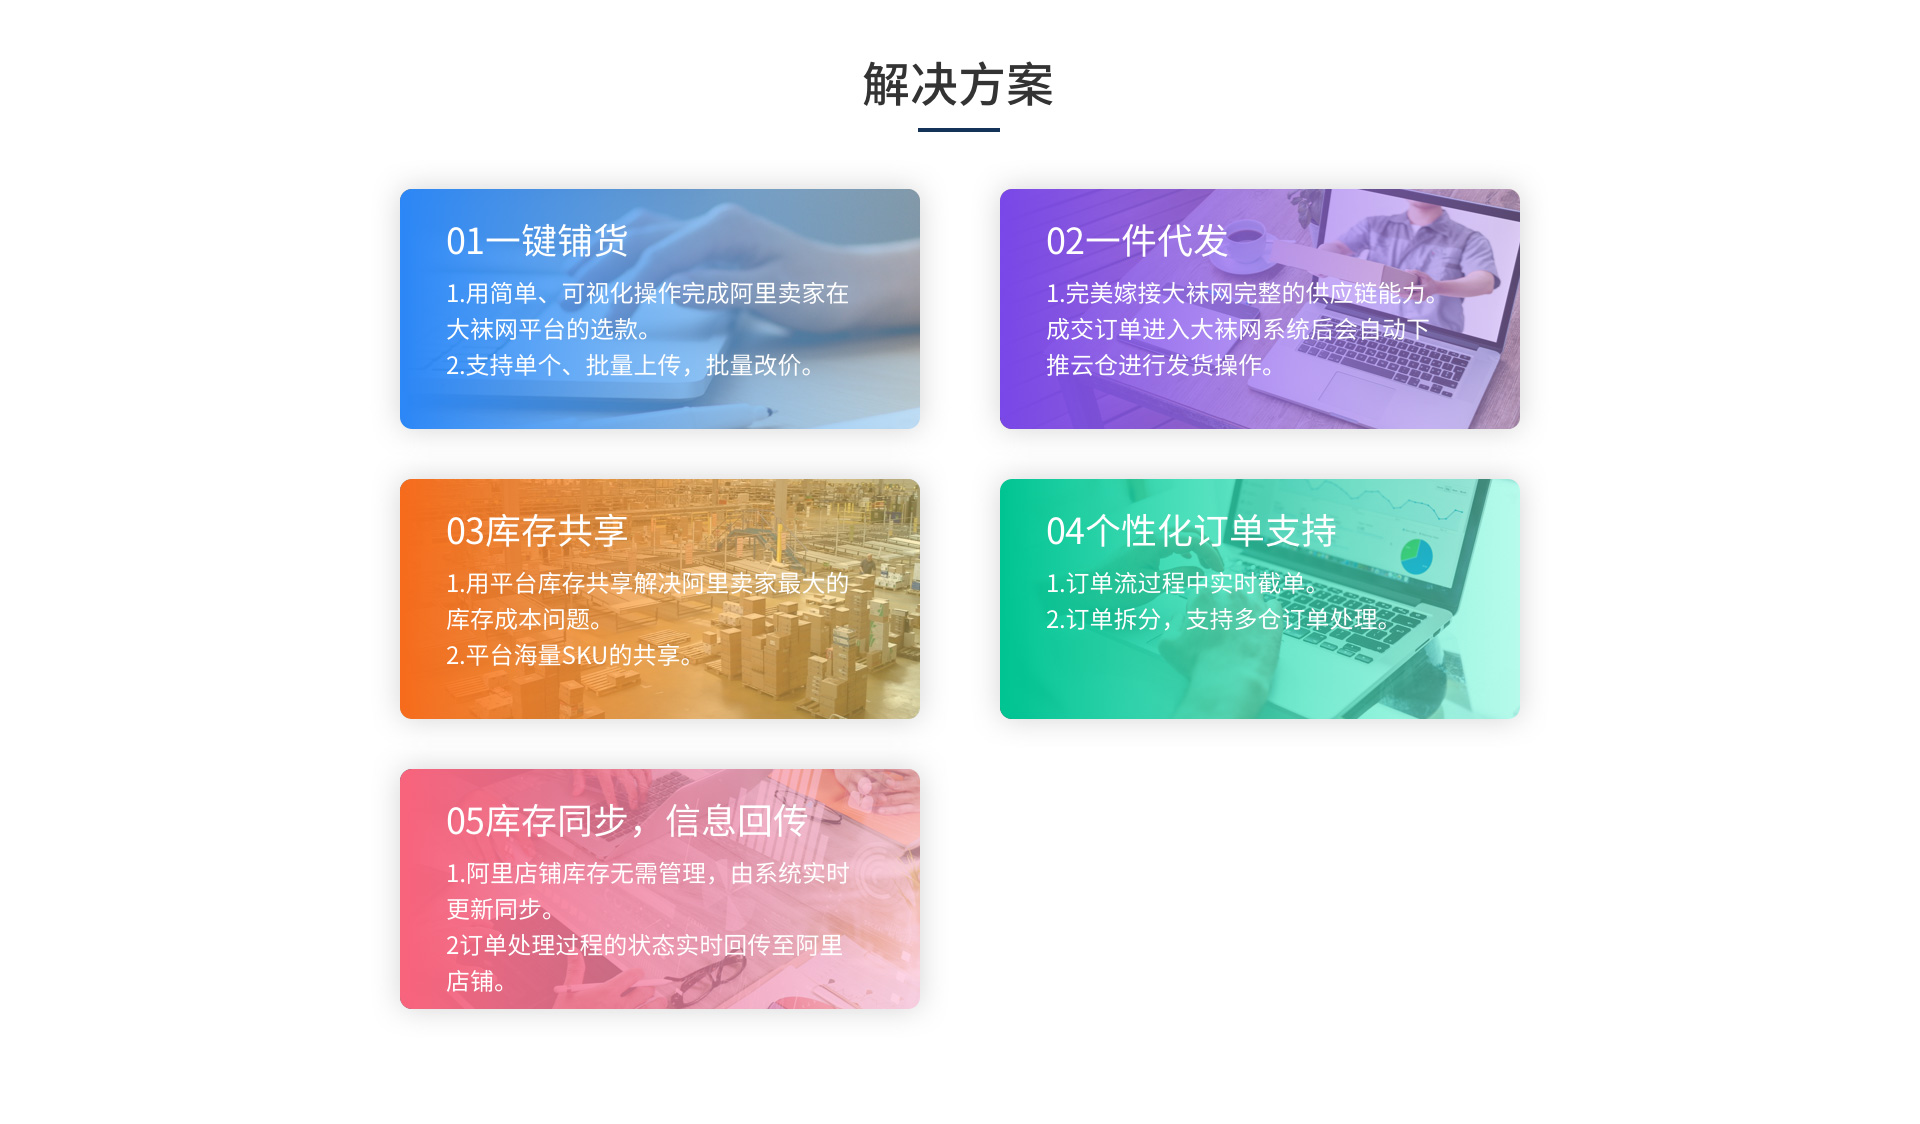 解决方案
01一键铺货
1.用简单、可视化操作完成阿里卖家在
大袜网平台的选款。
2.支持单个、批量上传，批量改价。
02一件代发
1.完美嫁接大袜网完整的供应链能力。
成交订单进入大袜网系统后会自动下
推云仓进行发货操作。
03库存共享
1.用平台库存共享解决阿里卖家最大的
库存成本问题。
2.平台海量SKU的共享。
04个性化订单支持
1.订单流过程中实时截单。
2.订单拆分，支持多仓订单处理。
05库存同步，信息回传
1.阿里店铺库存无需管理，由系统实时
更新同步。
2订单处理过程的状态实时回传至阿里
店铺。